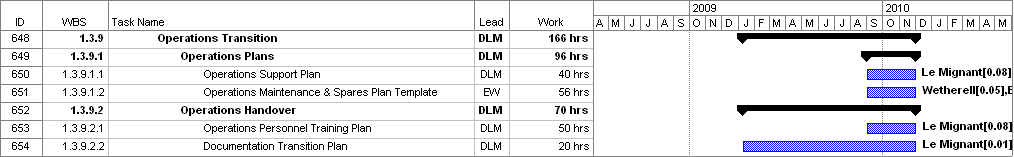 2009 2010
ID WBS Task Name Lead Work A M J J A S O N D J F M A M J J A S O N D J F M A M
648 1.3.9 Operations Transition DLM 166 hrs
649 1.3.9.1 Operations Plans DLM 96 hrs
650 1.3.9.1.1 Operations Support Plan DLM 40 hrs Le Mignant[0.08]
651 1.3.9.1.2 Operations Maintenance & Spares Plan Template EW 56 hrs Wetherell[0.05],E
652 1.3.9.2 Operations Handover DLM 70 hrs
653 1.3.9.2.1 Operations Personnel Training Plan DLM 50 hrs Le Mignant[0.08]
654 1.3.9.2.2 Documentation Transition Plan DLM 20 hrs Le Mignant[0.01]